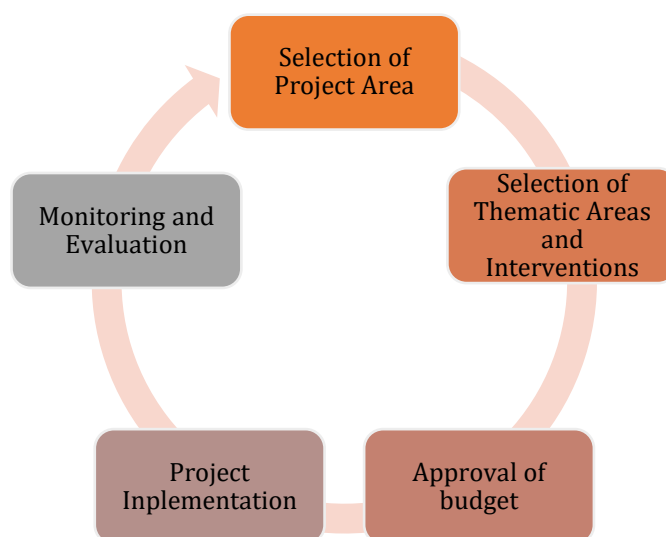 Selection of
Project Area
Selection of
Thematic Areas
and
Interventions
Approval of
budget
Project
Inplementation
Monitoring and
Evaluation